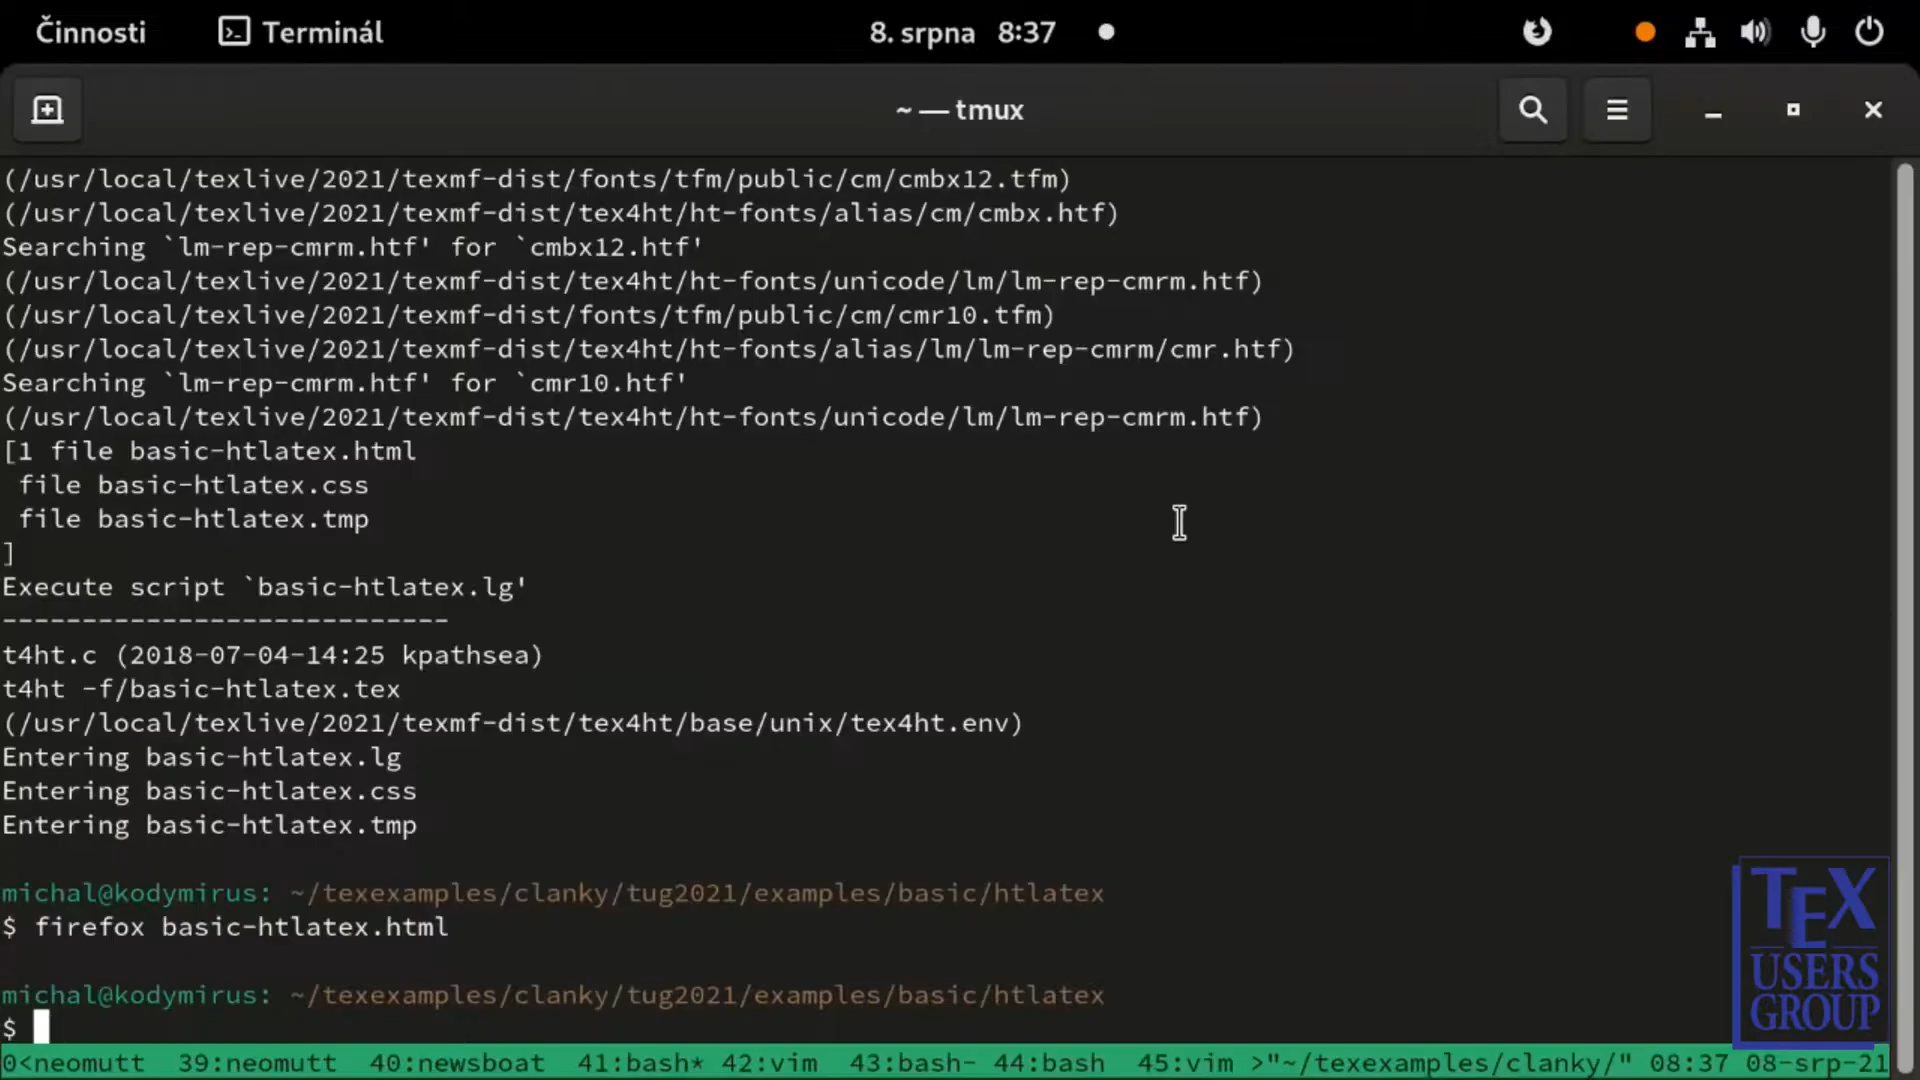 Činnosti Terminál 8. srpna 8:37
~ — tmux
(/usr/local/texlive/2021/texmf-dist/fonts/tfm/public/cm/cmbx12.tfm)
(/usr/local/texlive/2021/texmf-dist/tex4ht/ht-fonts/alias/cm/cmbx.htf)
Searching `lm-rep-cmrm.htf' for `cmbx12.htf'
(/usr/local/texlive/2021/texmf-dist/tex4ht/ht-fonts/unicode/lm/lm-rep-cmrm.htf)
(/usr/local/texlive/2021/texmf-dist/fonts/tfm/public/cm/cmr10.tfm)
(/usr/local/texlive/2021/texmf-dist/tex4ht/ht-fonts/alias/lm/lm-rep-cmrm/cmr.htf)
Searching `lm-rep-cmrm.htf' for `cmr10.htf'
(/usr/local/texlive/2021/texmf-dist/tex4ht/ht-fonts/unicode/lm/lm-rep-cmrm.htf)
[1 file basic-htlatex.html
 file basic-htlatex.css
 file basic-htlatex.tmp
]
Execute script `basic-htlatex.lg'
----------------------------
t4ht.c (2018-07-04-14:25 kpathsea)
t4ht -f/basic-htlatex.tex
(/usr/local/texlive/2021/texmf-dist/tex4ht/base/unix/tex4ht.env)
Entering basic-htlatex.lg
Entering basic-htlatex.css
Entering basic-htlatex.tmp
michal@kodymirus: ~/texexamples/clanky/tug2021/examples/basic/htlatex
$ firefox basic-htlatex.html
michal@kodymirus: ~/texexamples/clanky/tug2021/examples/basic/htlatex
$
TEX
USERS
GROUP
0<neomutt 39:neomutt 40:newsboat 41:bash* 42:vim 43:bash- 44:bash 45:vim >"~/texexamples/clanky/" 08:37 08-srp-21